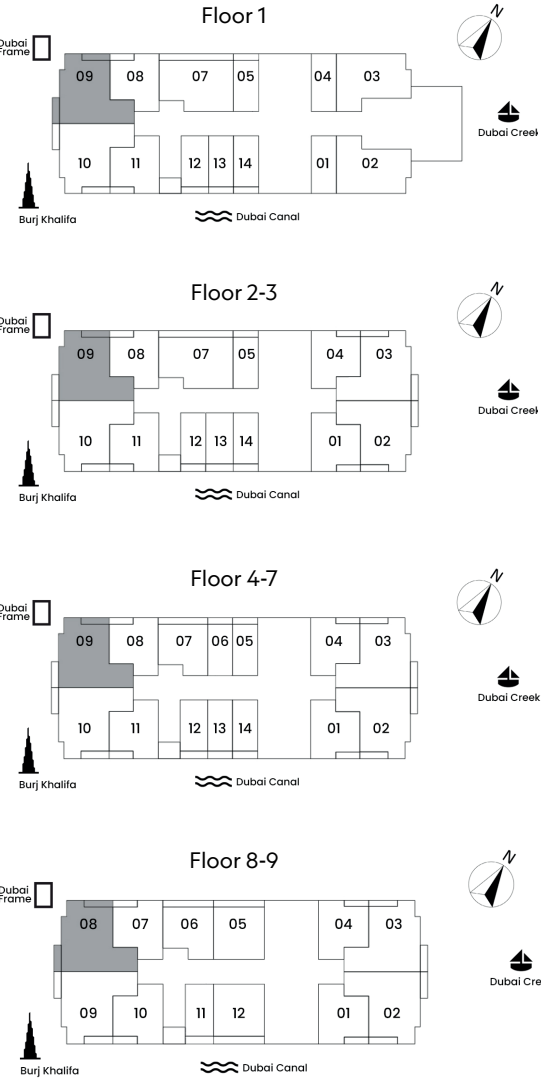 Floor 1
N
Dubai
Frame
09 08 07 05 04 03
Dubai Creek
10 11 12 13 14 01 02
Burj Khalifa
Dubai Canal
Floor 2-3
N
Dubai
Frame
09 08 07 05 04 03
Dubai Creek
10 11 12 13 14 01 02
Burj Khalifa
Dubai Canal
Floor 4-7
N
Dubai
Frame
09 08 07 06 05 04 03
Dubai Creek
10 11 12 13 14 01 02
Burj Khalifa
Dubai Canal
Floor 8-9
N
Dubai
Frame
08 07 06 05 04 03
Dubai Cre
09 10 11 12 01 02
Burj Khalifa
Dubai Canal